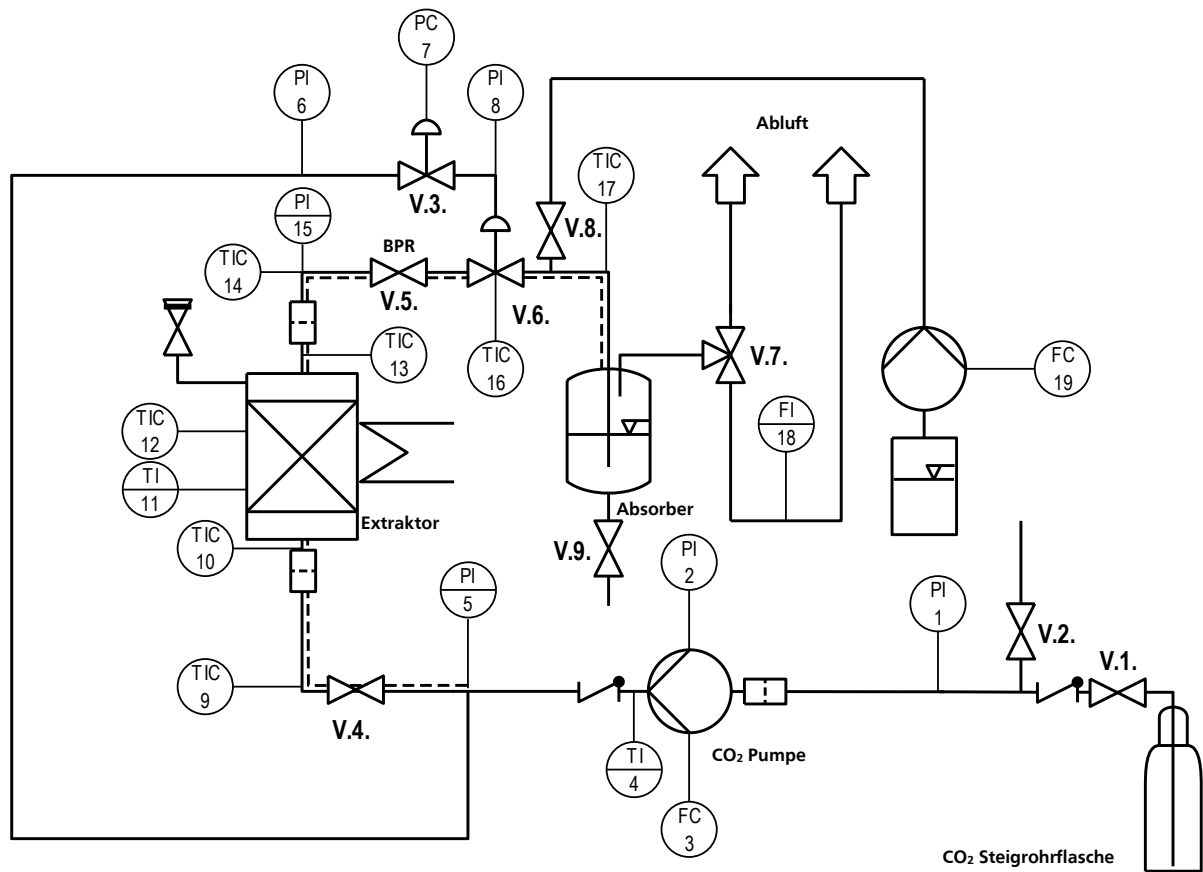 PC
7
PI
6
PI
8
Abluft
TIC
17
V.3.
PI
15
V.8.
BPR
TIC
14
V.5.
V.6.
TIC
13
TIC
16
V.7.
FC
19
TIC
12
FI
18
TI
11
Extraktor
Absorber
TIC
10
V.9.
PI
2
PI
5
PI
1
V.2.
V.1.
TIC
9
V.4.
CO₂ Pumpe
TI
4
FC
3
CO₂ Steigrohrflasche